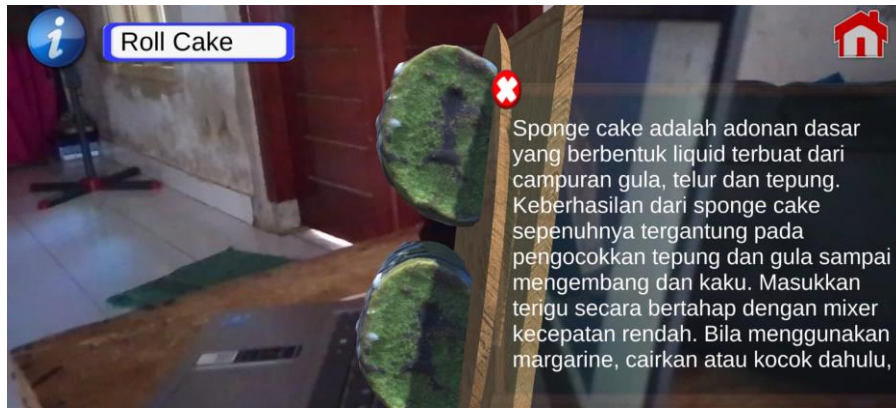 Roll Cake
Sponge cake adalah adonan dasar
yang berbentuk liquid terbuat dari
campuran gula, telur dan tepung.
Keberhasilan dari sponge cake
sepenuhnya tergantung pada
pengocokkan tepung dan gula sampai
mengembang dan kaku. Masukkan
terigu secara bertahap dengan mixer
kecepatan rendah. Bila menggunakan
margarine, cairkan atau kocok dahulu,